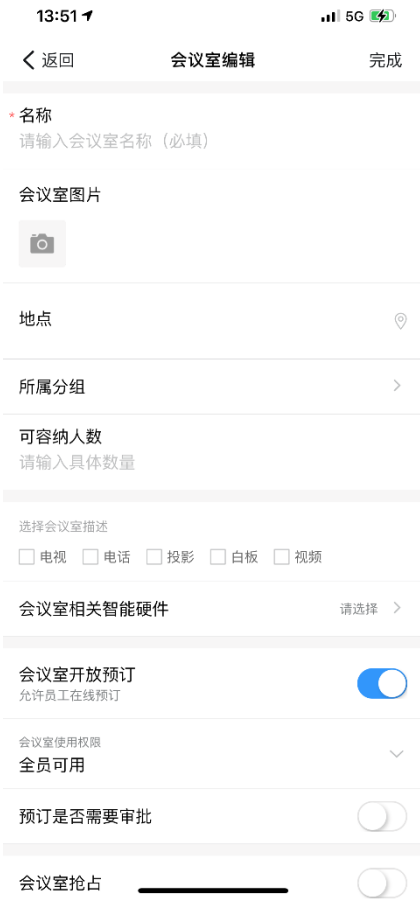 13:51 5G
返回 会议室编辑 完成
* 名称
请输入会议室名称（必填）
会议室图片
地点
所属分组
可容纳人数
请输入具体数量
选择会议室描述
电视 电话 投影 白板 视频
会议室相关智能硬件 请选择
会议室开放预订
允许员工在线预订
会议室使用权限
全员可用
预订是否需要审批
会议室抢占